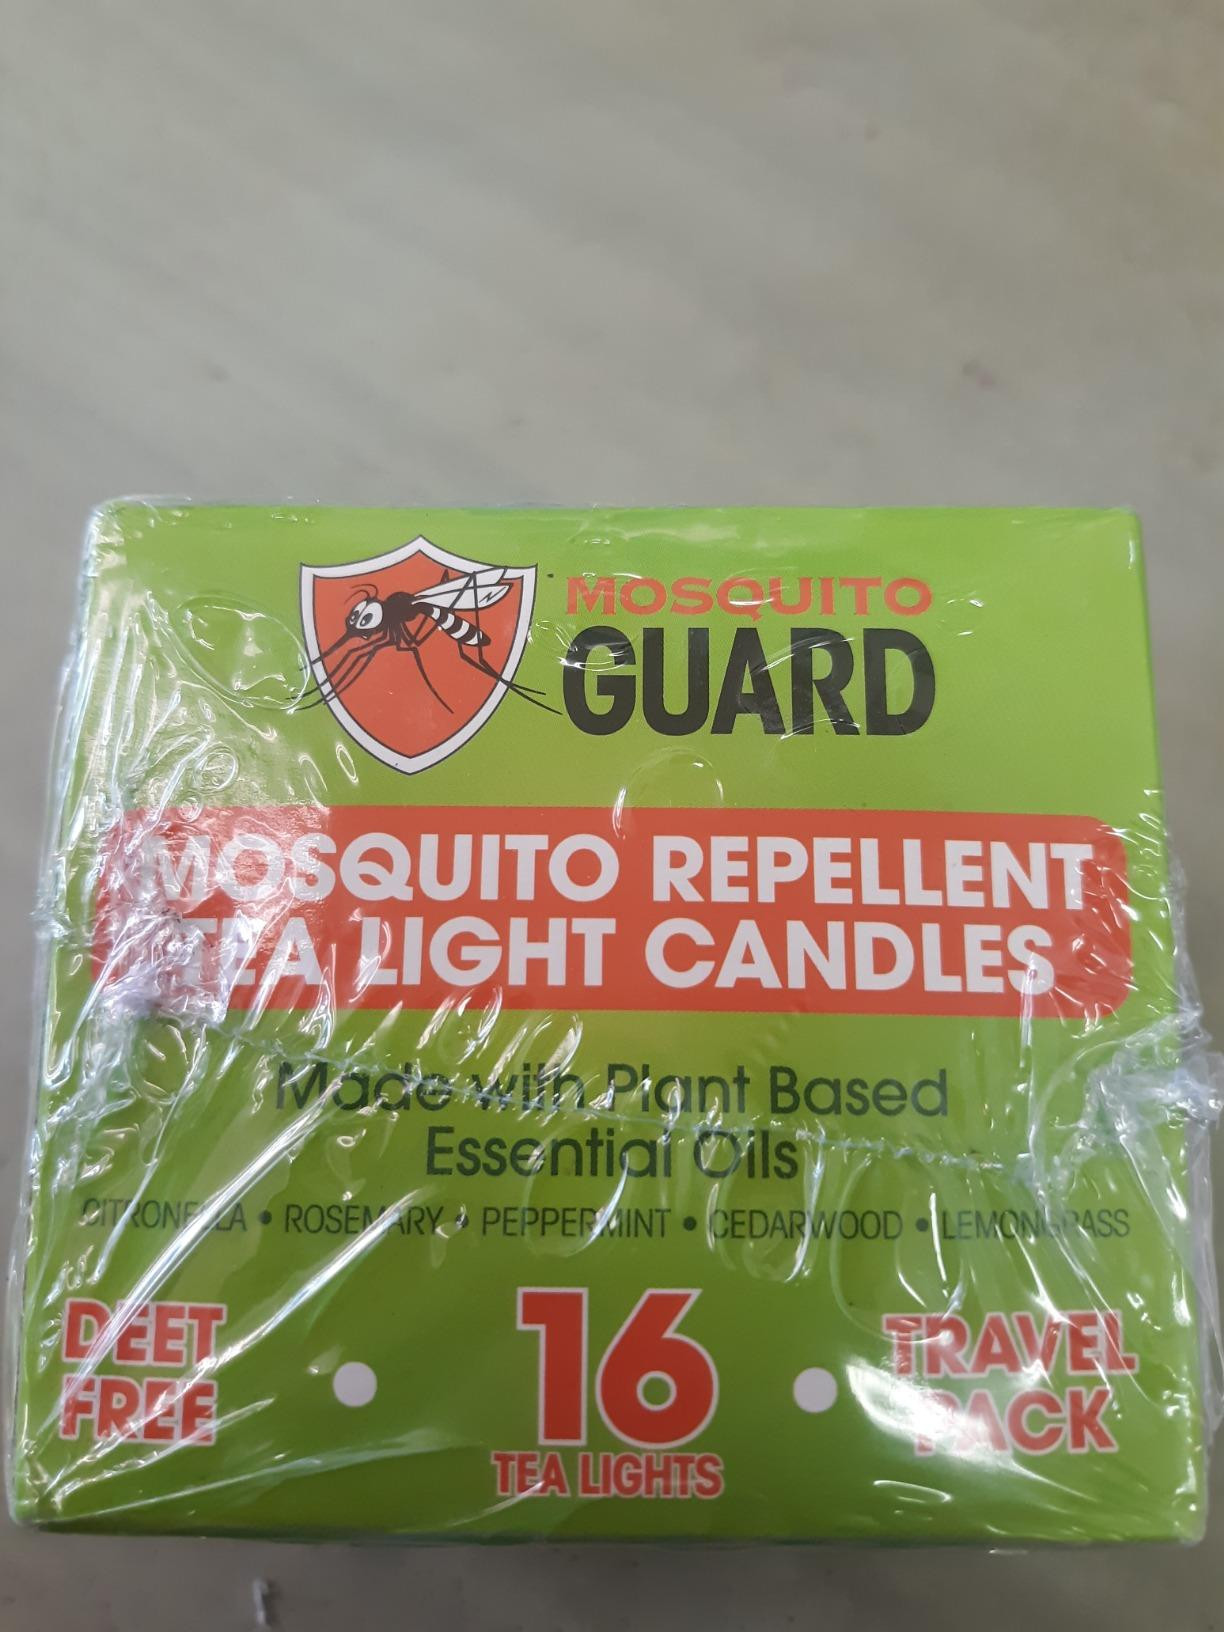 MOSQUITO
GUARD
MOSQUITO REPELLENT
TEA LIGHT CANDLES
Made with Plant Based
Essential Oils
CITRONELLA • ROSEMARY • PEPPERMINT • CEDARWOOD • LEMONGRASS
DEET
FREE
16
TEA LIGHTS
TRAVEL
PACK